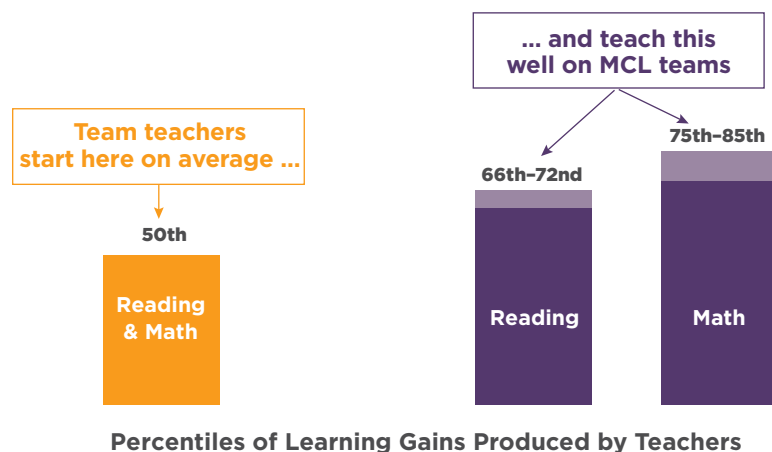 Team teachers
start here on average ...
50th
Reading
& Math
... and teach this
well on MCL teams
66th–72nd
Reading
75th–85th
Math
Percentiles of Learning Gains Produced by Teachers